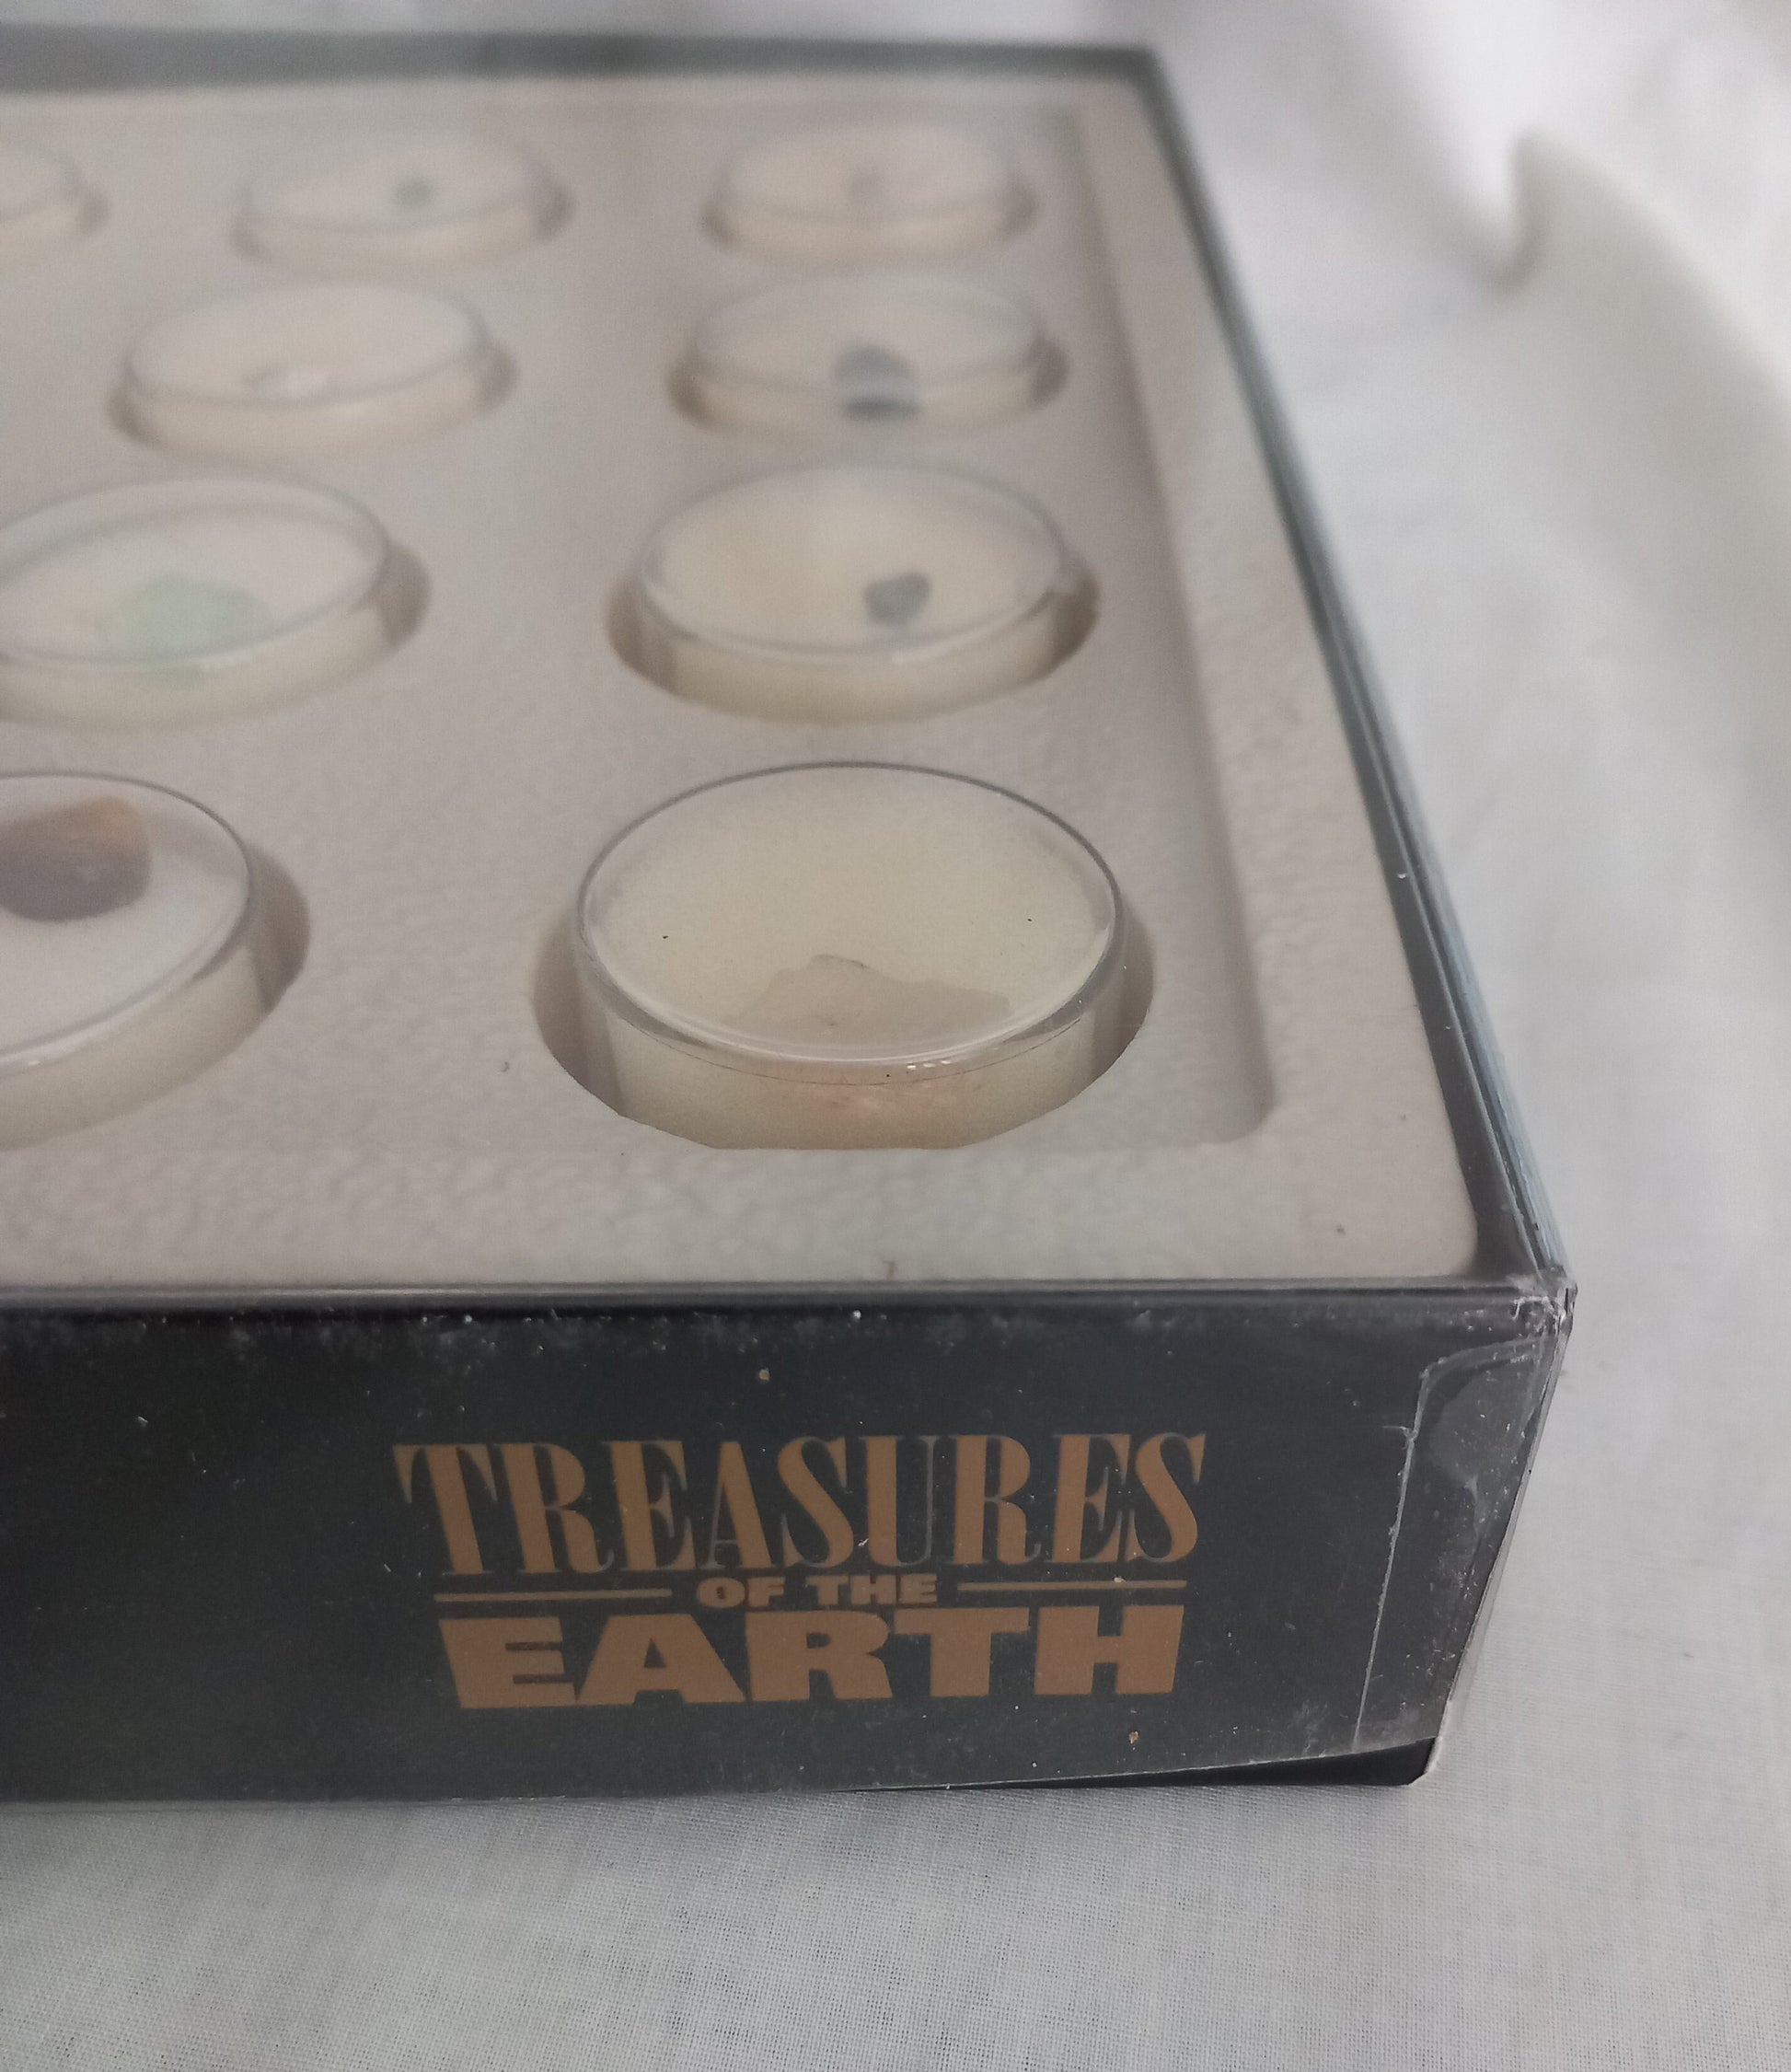 TREASURES
OF THE
EARTH